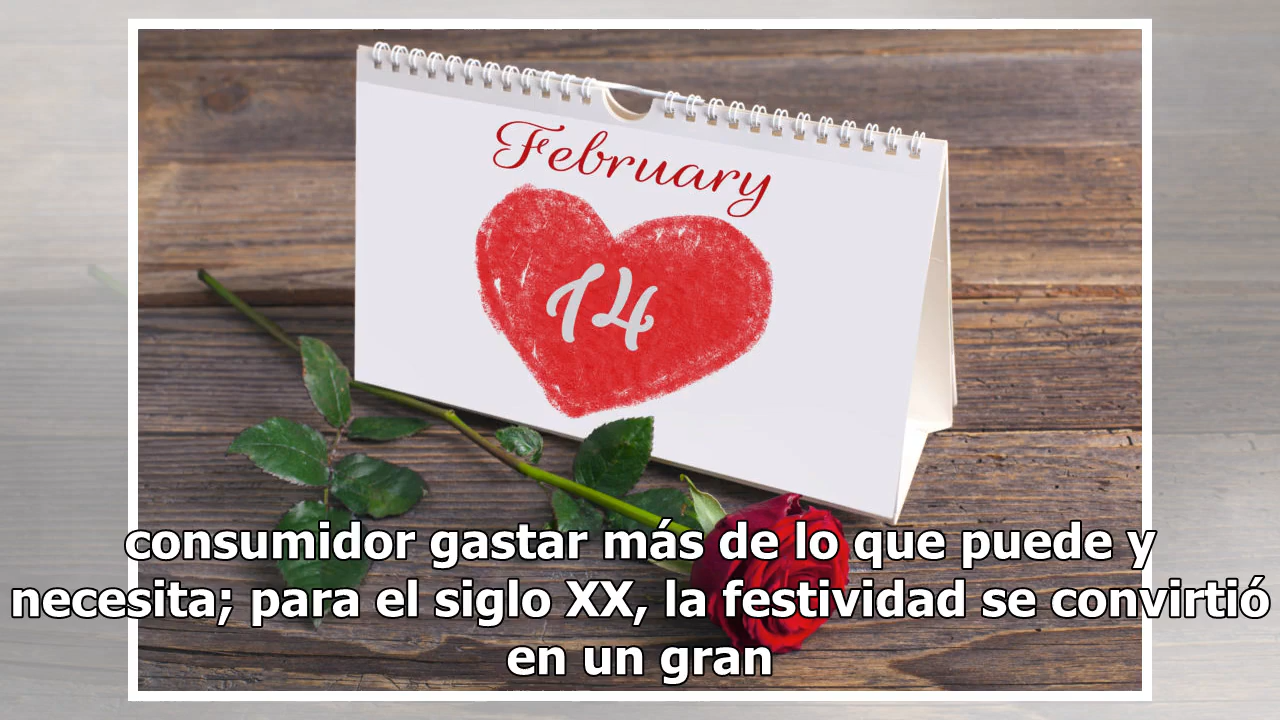 February
14
consumidor gastar más de lo que puede y
necesita; para el siglo XX, la festividad se convirtió
en un gran